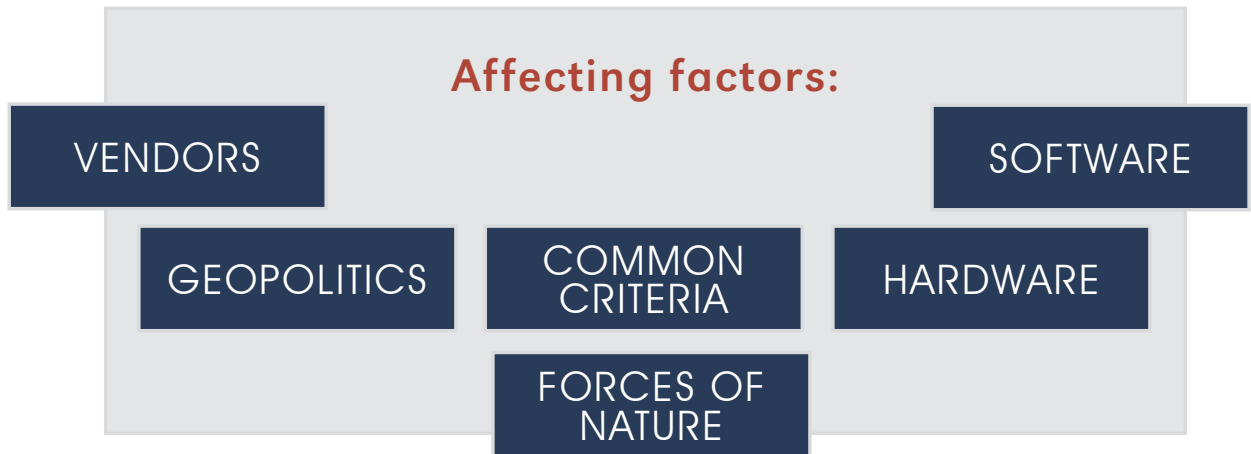 Affecting factors:
VENDORS
SOFTWARE
GEOPOLITICS
COMMON
CRITERIA
HARDWARE
FORCES OF
NATURE